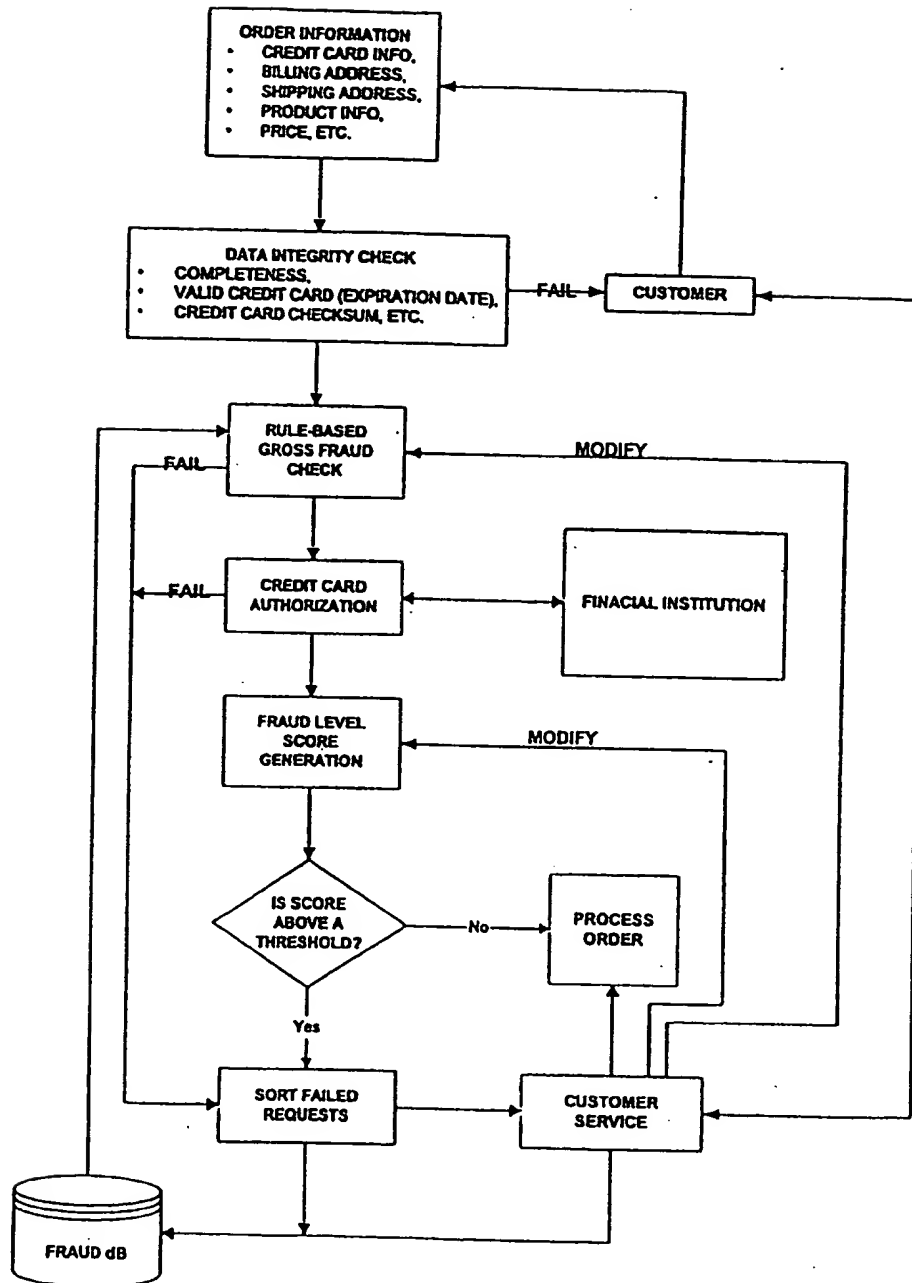 ORDER INFORMATION
• CREDIT CARD INFO,
• BILLING ADDRESS,
• SHIPPING ADDRESS,
• PRODUCT INFO,
• PRICE, ETC.
DATA INTEGRITY CHECK
• COMPLETENESS,
• VALID CREDIT CARD (EXPIRATION DATE),
• CREDIT CARD CHECKSUM, ETC.
FAIL
CUSTOMER
RULE-BASED
GROSS FRAUD
CHECK
MODIFY
FAIL
CREDIT CARD
AUTHORIZATION
FAIL
FINACIAL INSTITUTION
FRAUD LEVEL
SCORE
GENERATION
MODIFY
IS SCORE
ABOVE A
THRESHOLD?
No
PROCESS
ORDER
Yes
SORT FAILED
REQUESTS
CUSTOMER
SERVICE
FRAUD dB